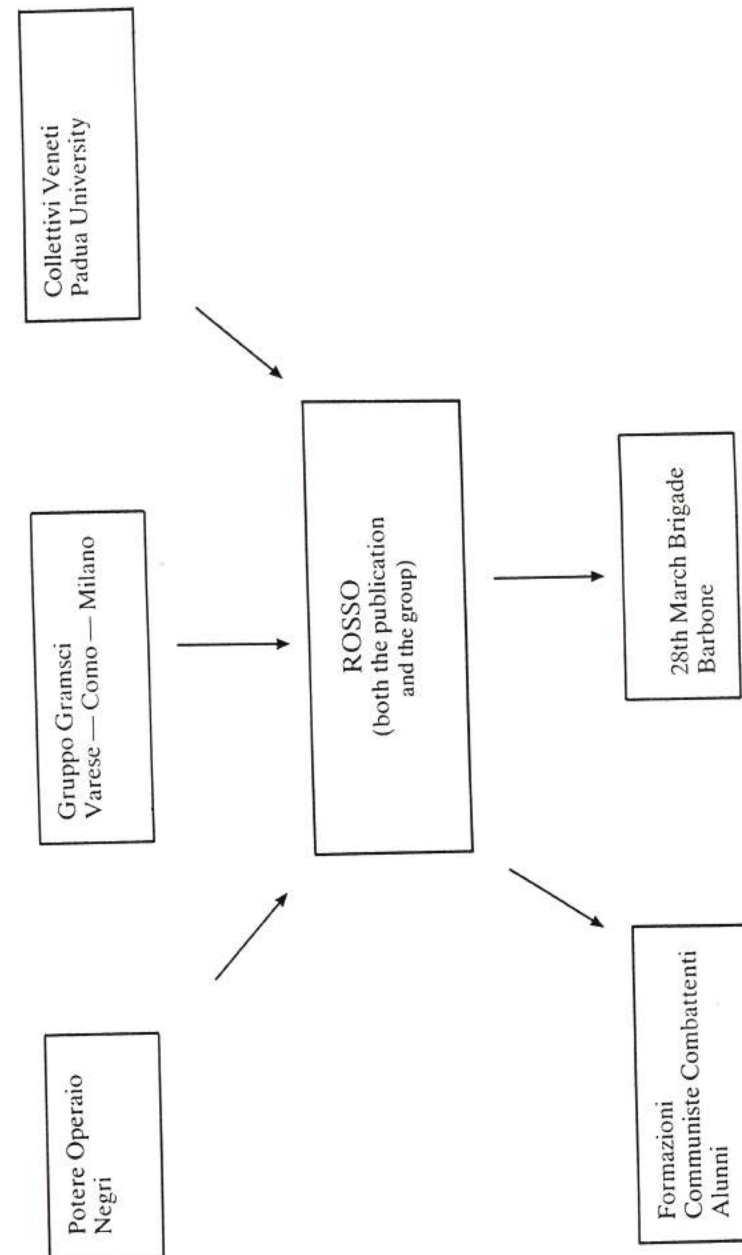 Potere Operaio
Negri
Gruppo Gramsci
Varese — Como — Milano
Collettivi Veneti
Padua University
ROSSO
(both the publication
and the group)
Formazioni
Communiste Combattenti
Alunni
28th March Brigade
Barbone